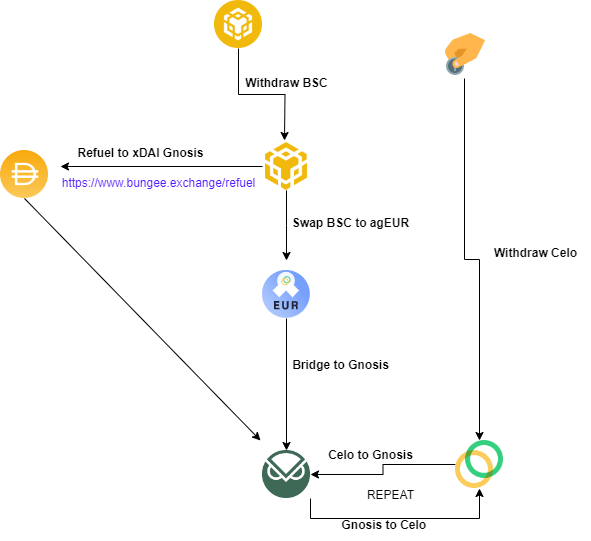 Withdraw BSC
Refuel to xDAI Gnosis
https://www.bungee.exchange/refuel
Swap BSC to agEUR
Withdraw Celo
EUR
Bridge to Gnosis
Celo to Gnosis
REPEAT
Gnosis to Celo